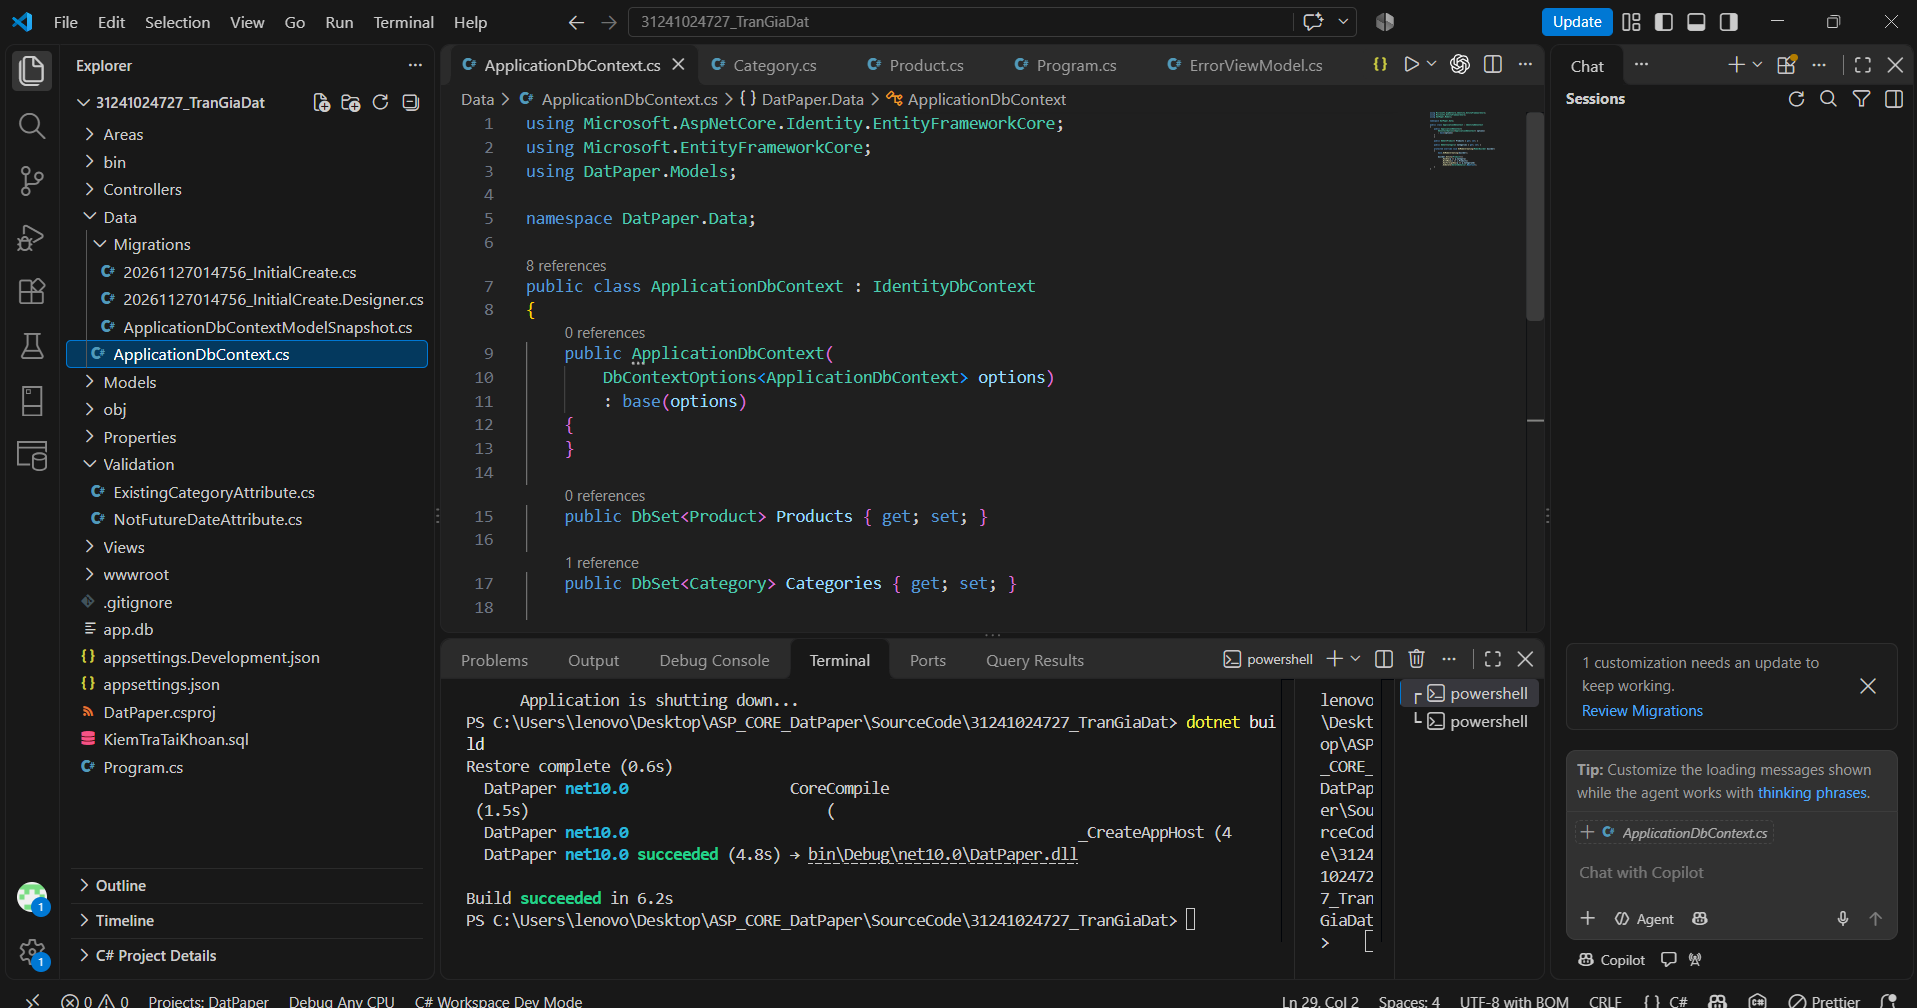 File Edit Selection View Go Run Terminal Help
31241024727_TranGiaDat
Update
Explorer
31241024727_TranGiaDat
Areas
bin
Controllers
Data
Migrations
20261127014756_InitialCreate.cs
20261127014756_InitialCreate.Designer.cs
ApplicationDbContextModelSnapshot.cs
ApplicationDbContext.cs
Models
obj
Properties
Validation
ExistingCategoryAttribute.cs
NotFutureDateAttribute.cs
Views
wwwroot
.gitignore
app.db
appsettings.Development.json
appsettings.json
DatPaper.csproj
KiemTraTaiKhoan.sql
Program.cs
Outline
Timeline
C# Project Details
ApplicationDbContext.cs Category.cs Product.cs Program.cs ErrorViewModel.cs
Data > ApplicationDbContext.cs > {} DatPaper.Data > ApplicationDbContext
1 using Microsoft.AspNetCore.Identity.EntityFrameworkCore;
2 using Microsoft.EntityFrameworkCore;
3 using DatPaper.Models;
4
5 namespace DatPaper.Data;
6
8 references
7 public class ApplicationDbContext : IdentityDbContext
8 {
0 references
9 public ApplicationDbContext(
10 DbContextOptions<ApplicationDbContext> options)
11 : base(options)
12 {
13 }
14
0 references
15 public DbSet<Product> Products { get; set; }
16
1 reference
17 public DbSet<Category> Categories { get; set; }
18
Problems Output Debug Console Terminal Ports Query Results
powershell
Application is shutting down...
PS C:\Users\lenovo\Desktop\ASP_CORE_DatPaper\SourceCode\31241024727_TranGiaDat> dotnet bui
ld
Restore complete (0.6s)
DatPaper net10.0 CoreCompile
(1.5s) (
DatPaper net10.0 _CreateAppHost (4
DatPaper net10.0 succeeded (4.8s) → bin\Debug\net10.0\DatPaper.dll
Build succeeded in 6.2s
PS C:\Users\lenovo\Desktop\ASP_CORE_DatPaper\SourceCode\31241024727_TranGiaDat>
lenovo
\Deskt
op\ASP
_CORE_
DatPap
er\Sou
rceCod
e\3124
102472
7_Tran
GiaDat
>
powershell
powershell
Chat
Sessions
1 customization needs an update to
keep working.
Review Migrations
Tip: Customize the loading messages shown
while the agent works with thinking phrases.
ApplicationDbContext.cs
Chat with Copilot
Agent
Copilot
1
1
0 0 Projects: DatPaper Debug Any CPU C# Workspace Dev Mode
Ln 29, Col 2 Spaces: 4 UTF-8 with BOM CRLF {} C# Prettier